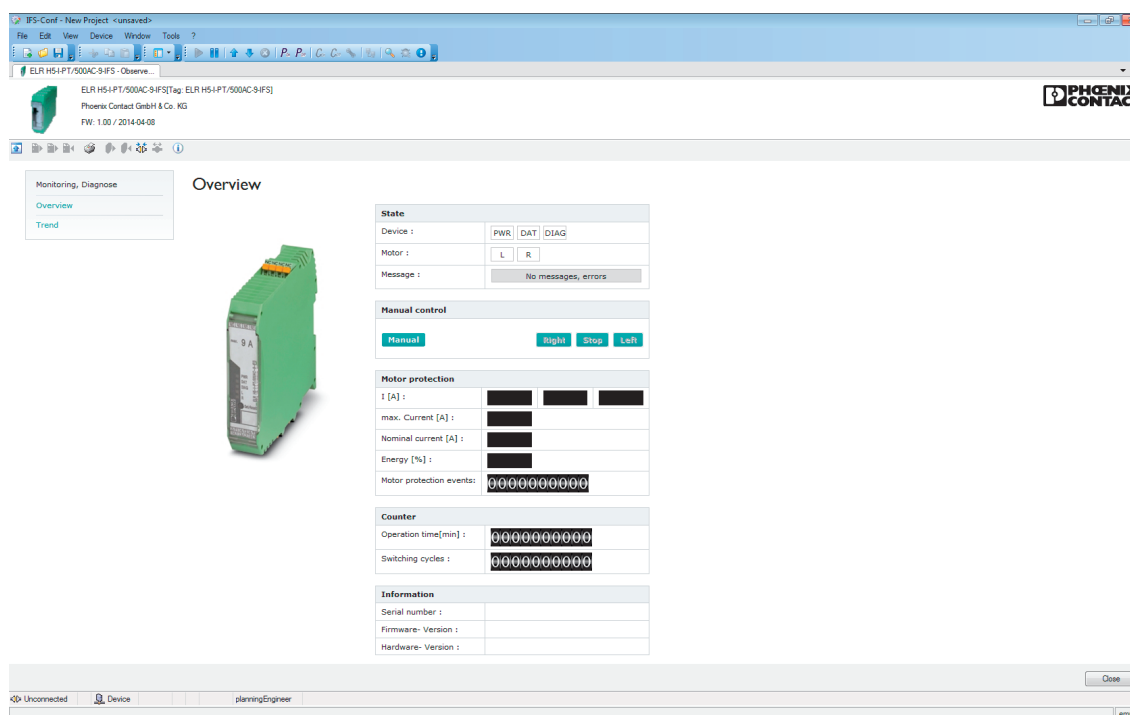 IFS-Conf - New Project <unsaved>
File Edit View Device Window Tools ?
ELR H5-I-PT/500AC-9-IFS - Observe...
ELR H5-I-PT/500AC-9-IFS[Tag: ELR H5-I-PT/500AC-9-IFS]
Phoenix Contact GmbH & Co. KG
FW: 1.00 / 2014-04-08
PHŒNIX
CONTAC
Monitoring, Diagnose
Overview
Trend
Overview
9 A
State
Device : PWR DAT DIAG
Motor : L R
Message : No messages, errors
Manual control
Manual Right Stop Left
Motor protection
I [A] :
max. Current [A] :
Nominal current [A] :
Energy [%] :
Motor protection events: 0000000000
Counter
Operation time[min] : 0000000000
Switching cycles : 0000000000
Information
Serial number :
Firmware- Version :
Hardware- Version :
Close
Unconnected Device planningEngineer